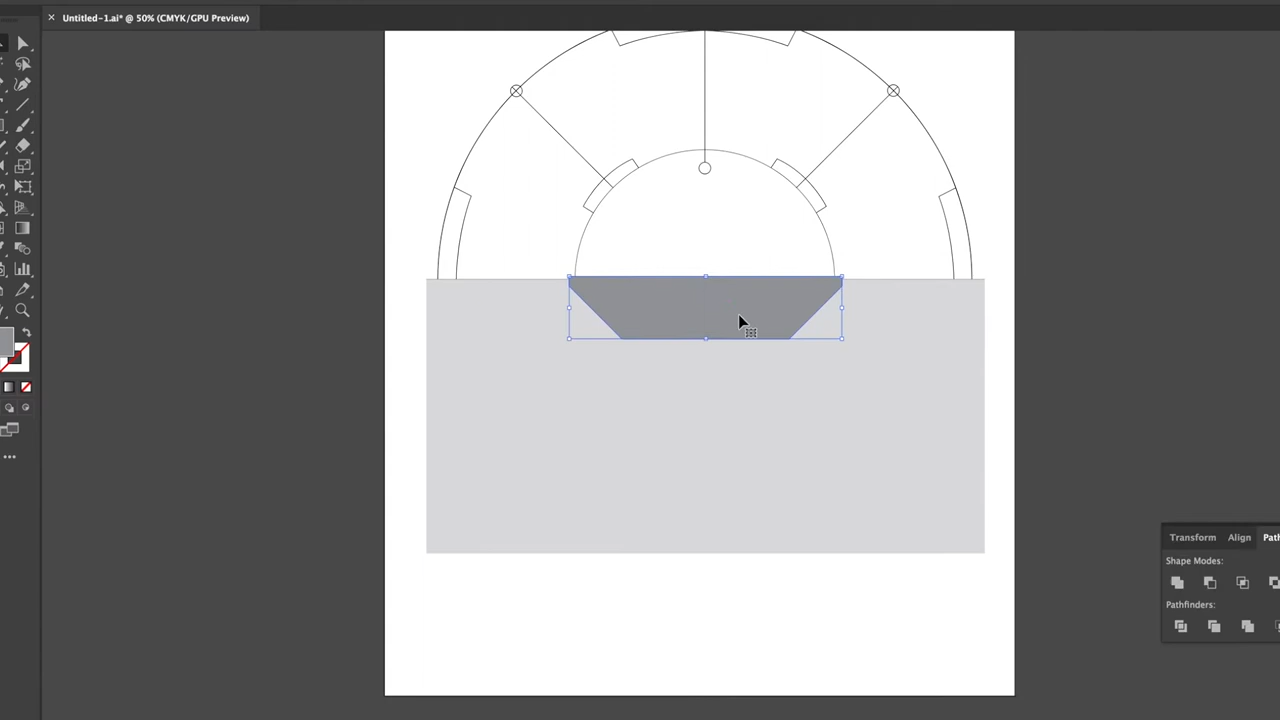 Untitled-1.ai* @ 50% (CMYK/GPU Preview)
Transform Align Path
Shape Modes:
Pathfinders: